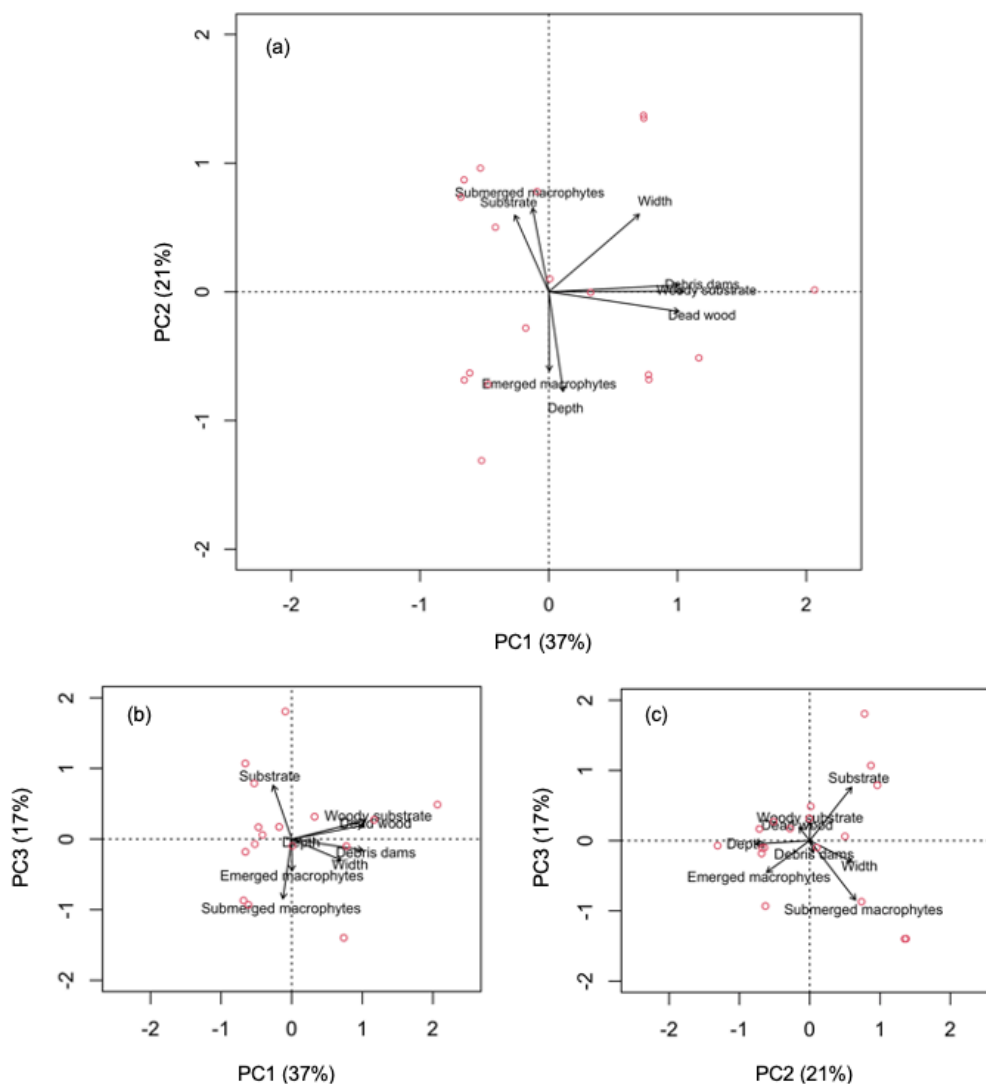 (a)
2
1
0
-1
-2
PC2 (21%)
Submerged macrophytes
Substrate
Width
Debris dams
Woody substrate
Dead wood
Emerged macrophytes
Depth
-2 -1 0 1 2
PC1 (37%)
(b)
2
1
0
-1
-2
PC3 (17%)
Substrate
Woody substrate
Dead wood
Depth
Debris dams
Width
Emerged macrophytes
Submerged macrophytes
-2 -1 0 1 2
PC1 (37%)
(c)
2
1
0
-1
-2
PC3 (17%)
Substrate
Woody substrate
Dead wood
Depth
Debris dams
Width
Emerged macrophytes
Submerged macrophytes
-2 -1 0 1 2
PC2 (21%)